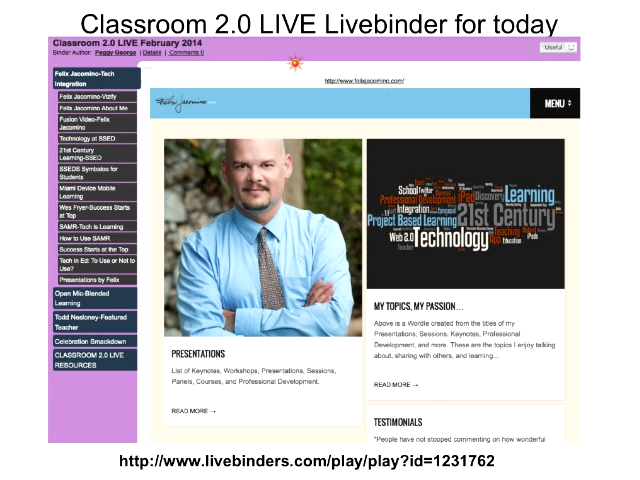 Classroom 2.0 LIVE Livebinder for today
Classroom 2.0 LIVE February 2014
Binder Author: Peggy George | Details | Comments 0
Useful
Felix Jacomino-Tech
Integration
Felix Jacomino-Vizify
Felix Jacomino About Me
Fusion Video-Felix
Jacomino
Technology at SSED
21st Century
Learning-SSED
SSEDS Symbaloo for
Students
Miami Device Mobile
Learning
Wes Fryer-Success Starts
at Top
SAMR-Tech is Learning
How to Use SAMR
Success Starts at the Top
Tech in Ed: To Use or Not to
Use?
Presentations by Felix
Open Mic-Blended
Learning
Todd Nesloney-Featured
Teacher
Celebration Smackdown
CLASSROOM 2.0 LIVE
RESOURCES
http://www.felixjacomino.com/
Felix Jacomino
MENU
School Twitter
Professional Development iPad Discovery Learning
Integration
Project Based Learning 21st Century
Web 2.0 Technology Teaching
App Education iPads
Teacher
PRESENTATIONS
List of Keynotes, Workshops, Presentations, Sessions,
Panels, Courses, and Professional Development.
READ MORE →
MY TOPICS, MY PASSION…
Above is a Wordle created from the titles of my
Presentations, Sessions, Keynotes, Professional
Development, and more. These are the topics I enjoy talking
about, sharing with others, and learning...
READ MORE →
TESTIMONIALS
"People have not stopped commenting on how wonderful
http://www.livebinders.com/play/play?id=1231762